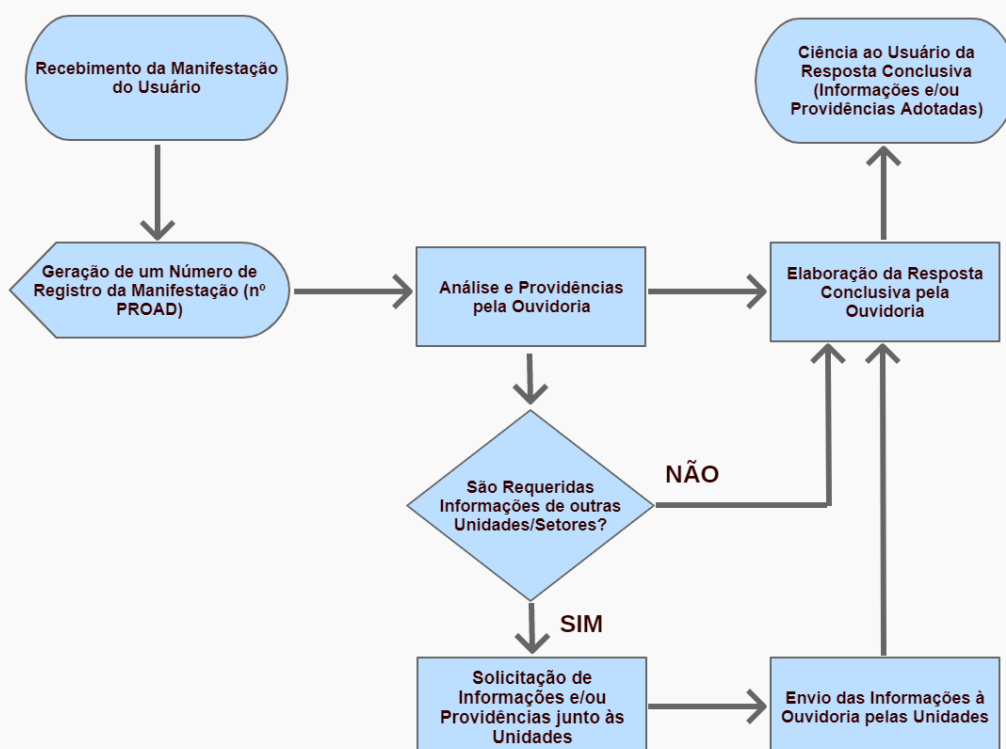 Recebimento da Manifestação
do Usuário
Ciência ao Usuário da
Resposta Conclusiva
(Informações e/ou
Providências Adotadas)
Geração de um Número de
Registro da Manifestação (nº
PROAD)
Análise e Providências
pela Ouvidoria
Elaboração da Resposta
Conclusiva pela
Ouvidoria
São Requeridas
Informações de outras
Unidades/Setores?
NÃO
SIM
Solicitação de
Informações e/ou
Providências junto às
Unidades
Envio das Informações à
Ouvidoria pelas Unidades